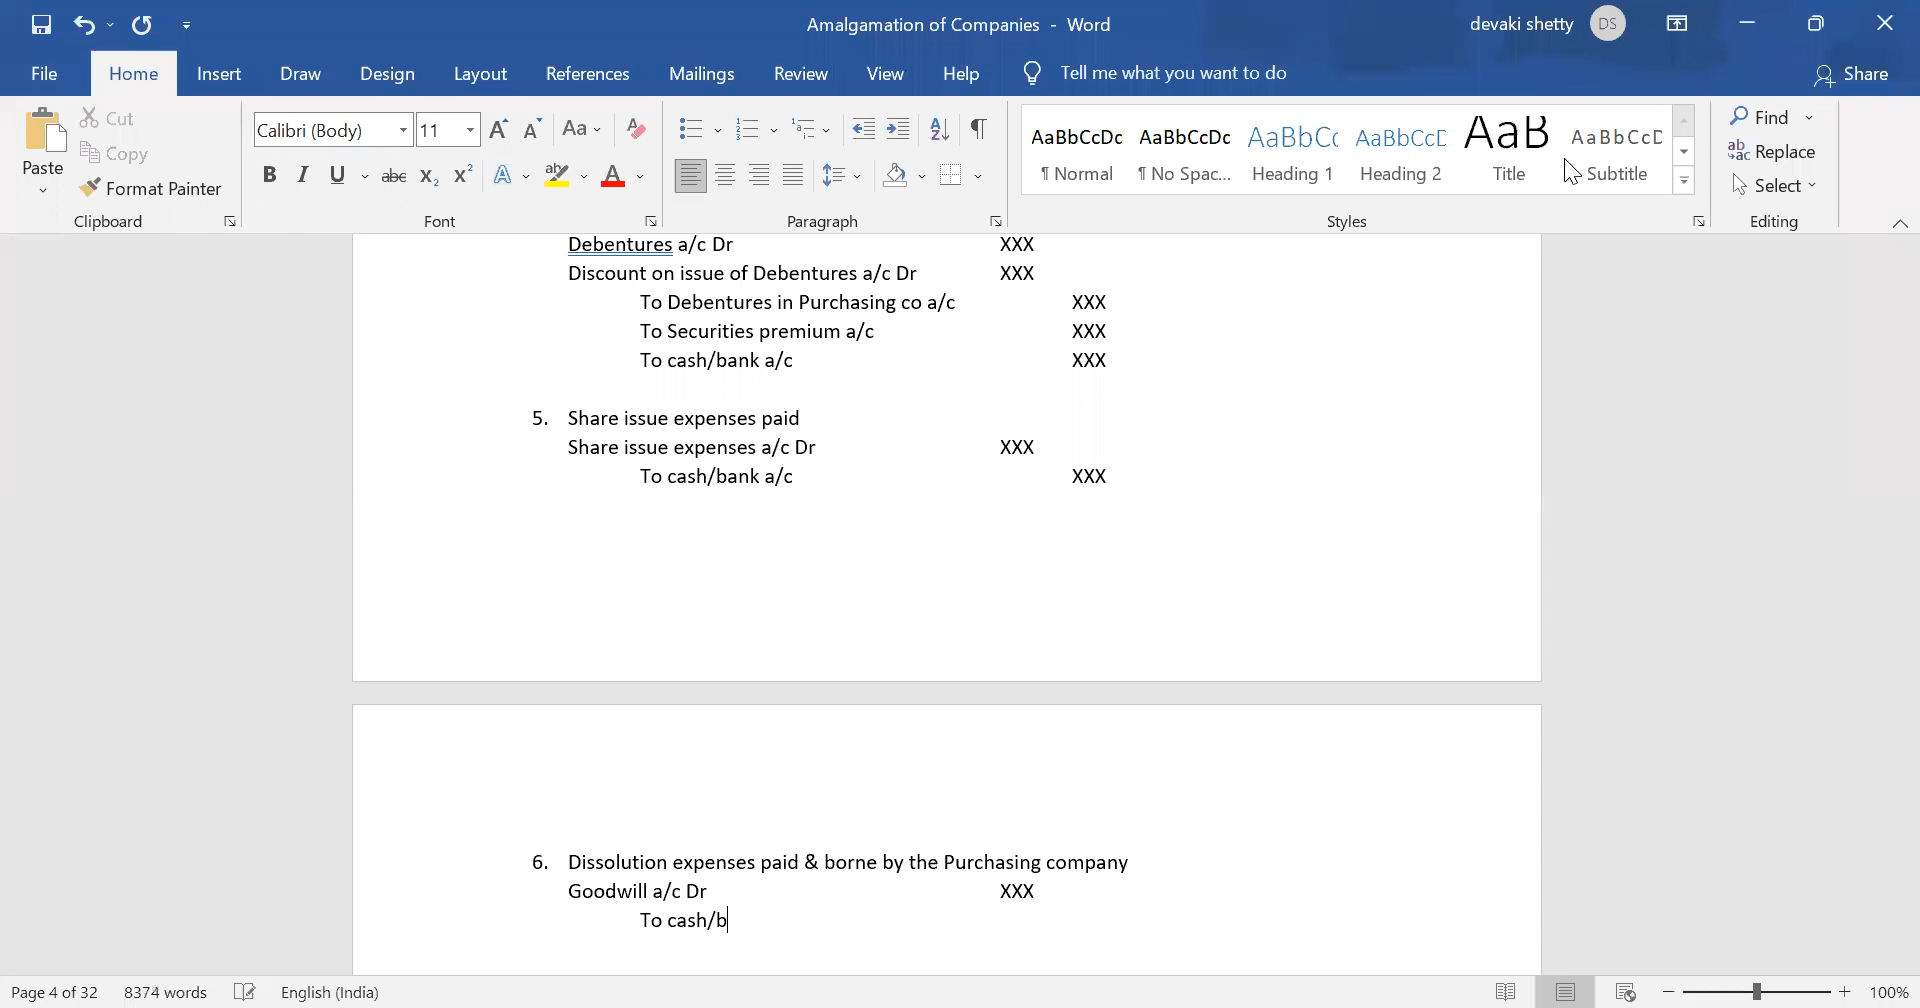 Amalgamation of Companies - Word
devaki shetty DS
File Home Insert Draw Design Layout References Mailings Review View Help Tell me what you want to do Share
Paste Cut Copy Format Painter
Clipboard
Calibri (Body) 11 A A Aa A
B I U abc X2 X2 A ab A
Font
Paragraph
AaBbCcDc AaBbCcDc AaBbCc AaBbCcD AaB AaBbCcD
¶ Normal ¶ No Spac... Heading 1 Heading 2 Title Subtitle
Styles
Find
Replace
Select
Editing
Debentures a/c Dr XXX
Discount on issue of Debentures a/c Dr XXX
To Debentures in Purchasing co a/c XXX
To Securities premium a/c XXX
To cash/bank a/c XXX
5. Share issue expenses paid
Share issue expenses a/c Dr XXX
To cash/bank a/c XXX
6. Dissolution expenses paid & borne by the Purchasing company
Goodwill a/c Dr XXX
To cash/b
Page 4 of 32 8374 words English (India) 100%